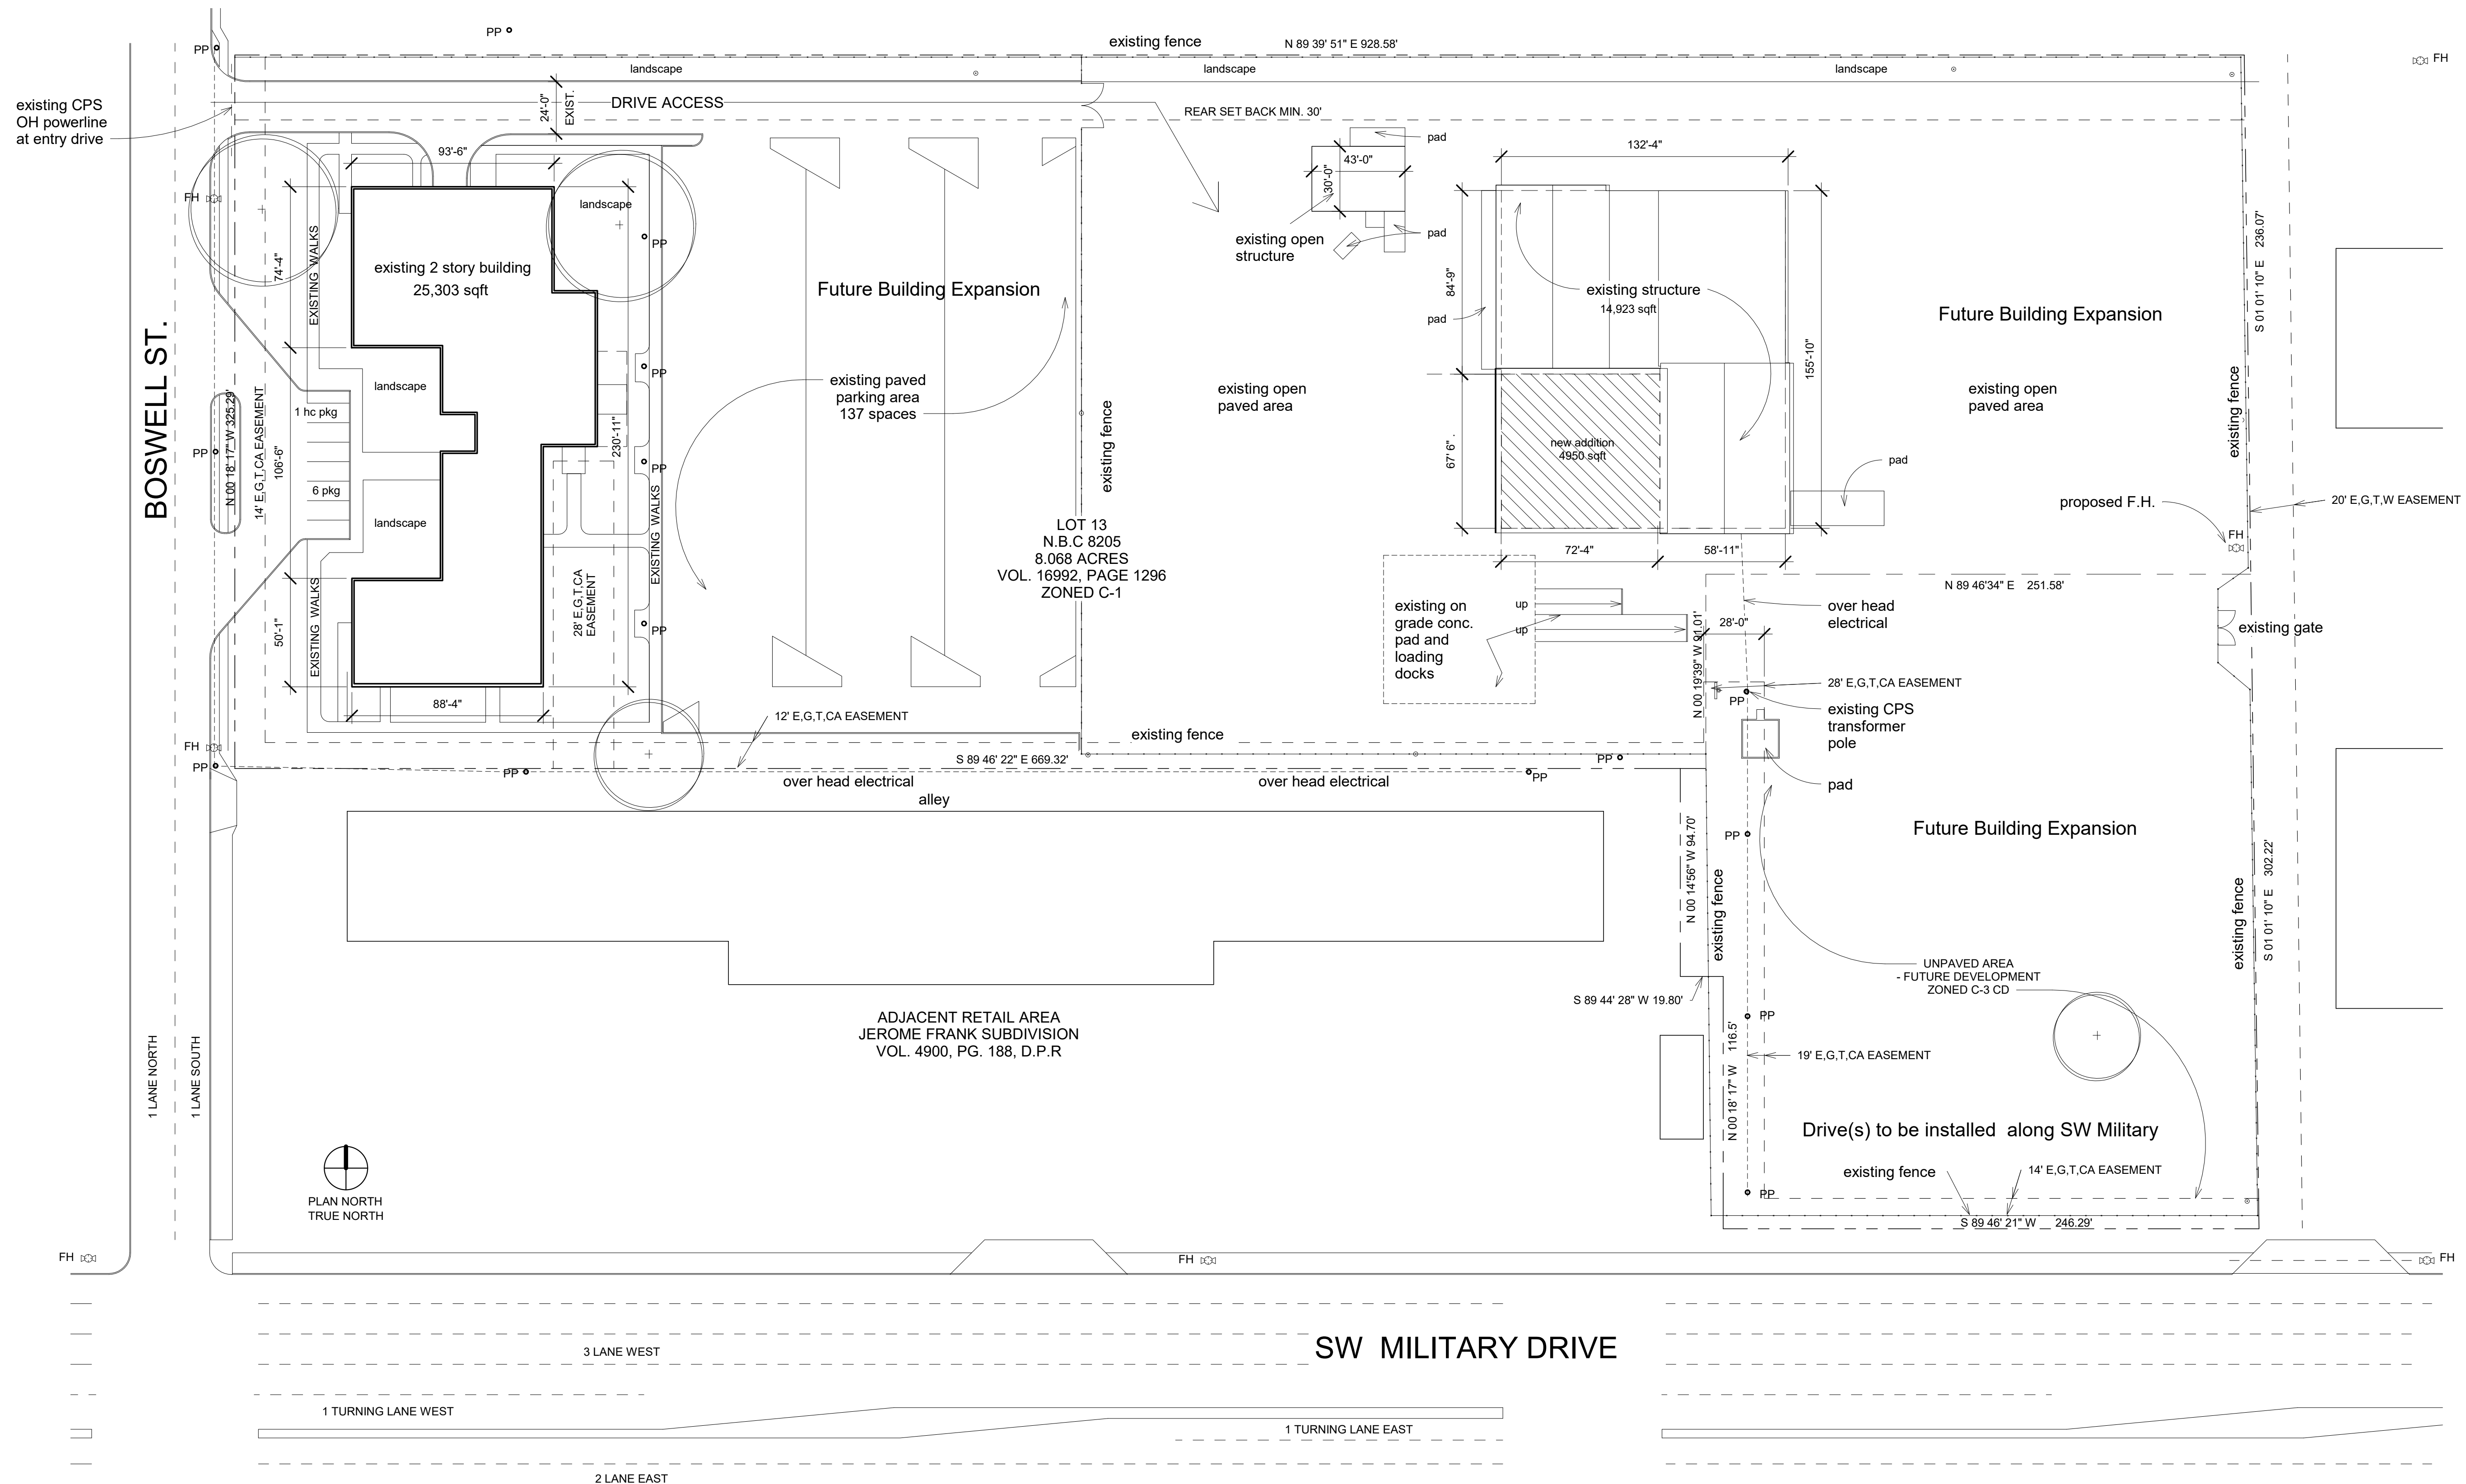 PP
PP
existing fence
N 89 39' 51" E 928.58'
FH
landscape
landscape
landscape
existing CPS
OH powerline
at entry drive
24'-0"
EXIST.
DRIVE ACCESS
REAR SET BACK MIN. 30'
93'-6"
pad
43'-0"
30'-0"
132'-4"
FH
landscape
PP
existing open
structure
pad
74'-4"
EXISTING WALKS
existing 2 story building
25,303 sqft
Future Building Expansion
84'-9"
existing structure
14,923 sqft
pad
Future Building Expansion
S 01 01' 10" E 236.07'
BOSWELL ST.
N 00 18' 17" W 325.29'
14' E,G,T,CA EASEMENT
106'-6"
landscape
1 hc pkg
PP
existing paved
parking area
137 spaces
existing open
paved area
155'-10"
existing open
paved area
existing fence
existing fence
230'-11"
PP
6 pkg
landscape
PP
67' 6" .
new addition
4950 sqft
pad
EXISTING WALKS
proposed F.H.
20' E,G,T,W EASEMENT
FH
LOT 13
N.B.C 8205
8.068 ACRES
VOL. 16992, PAGE 1296
ZONED C-1
72'-4"
58'-11"
N 89 46'34" E 251.58'
EXISTING WALKS
50'-1"
28' E,G,T,CA
EASEMENT
PP
existing on
grade conc.
pad and
loading
docks
up
up
N 00 19'39" W 91.01'
28'-0"
over head
electrical
existing gate
28' E,G,T,CA EASEMENT
PP
existing CPS
transformer
pole
88'-4"
12' E,G,T,CA EASEMENT
existing fence
FH
PP
PP
S 89 46' 22" E 669.32'
PP
PP
over head electrical
over head electrical
alley
pad
N 00 14'56" W 94.70'
PP
Future Building Expansion
existing fence
existing fence
S 01 01' 10" E 302.22'
UNPAVED AREA
- FUTURE DEVELOPMENT
ZONED C-3 CD
S 89 44' 28" W 19.80'
ADJACENT RETAIL AREA
JEROME FRANK SUBDIVISION
VOL. 4900, PG. 188, D.P.R
PP
N 00 18' 17" W 116.5'
19' E,G,T,CA EASEMENT
1 LANE NORTH
1 LANE SOUTH
Drive(s) to be installed along SW Military
existing fence
14' E,G,T,CA EASEMENT
PP
S 89 46' 21" W 246.29'
PLAN NORTH
TRUE NORTH
FH
FH
FH
SW MILITARY DRIVE
3 LANE WEST
1 TURNING LANE WEST
1 TURNING LANE EAST
2 LANE EAST